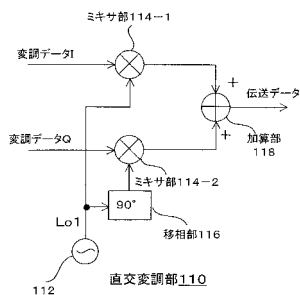 ミキサ部114-1
変調データI
+
伝送データ
+
加算部
118
変調データQ
ミキサ部114-2
90°
Lo1
移相部116
112
直交変調部110